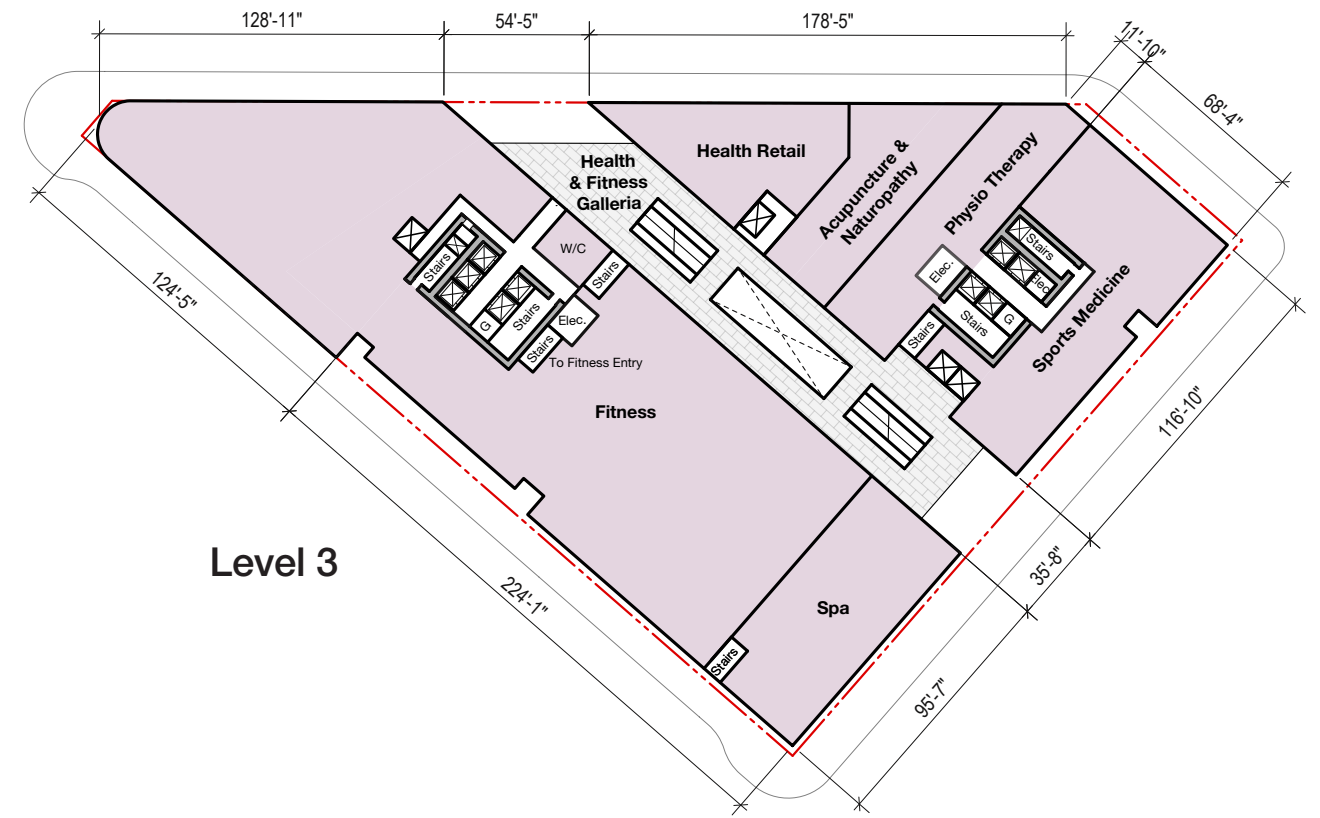 128'-11"
54'-5"
178'-5"
11'-10"
68'-4"
Health Retail
Health
& Fitness
Galleria
Acupuncture &
Naturopathy
Physio Therapy
W/C
Stairs
Stairs
Stairs
Elec.
Elec.
Stairs
G
Stairs
Elec.
Stairs
G
Stairs
Stairs
To Fitness Entry
Sports Medicine
124'-5"
Fitness
116'-10"
Level 3
35'-8"
224'-1"
Spa
Stairs
95'-7"